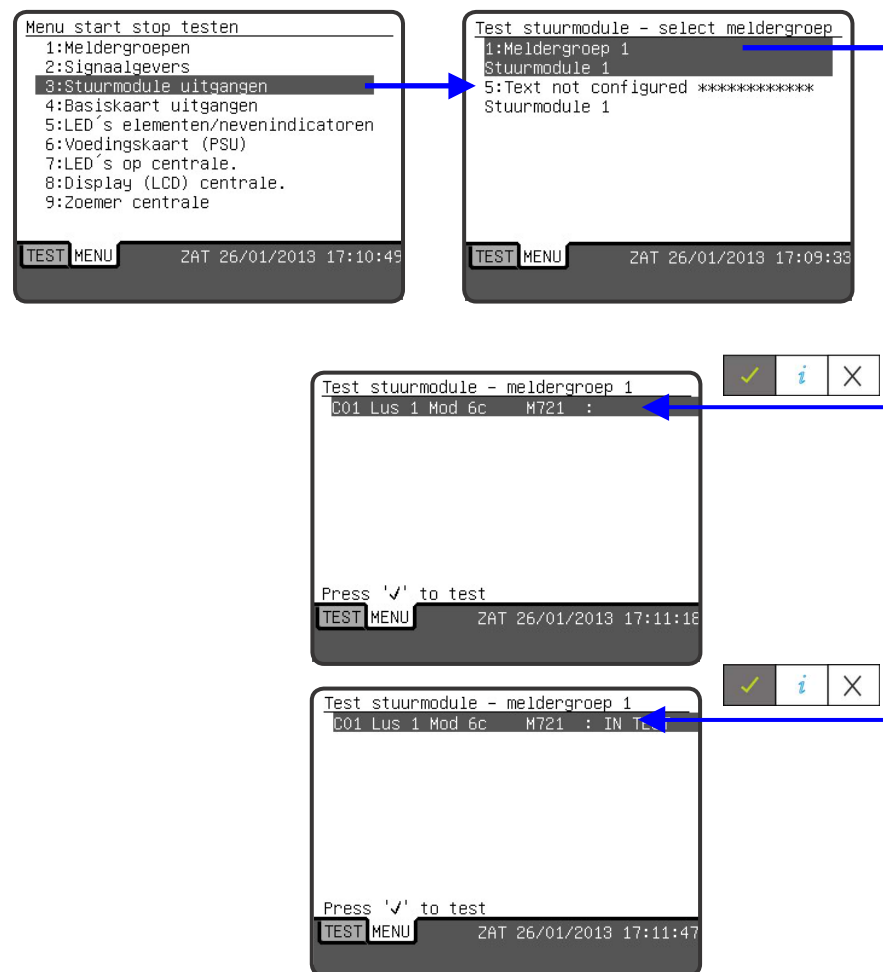 Menu start stop testen
1:Meldergroepen
2:Signaalgevers
3:Stuurmodule uitgangen
4:Basiskaart uitgangen
5:LED´s elementen/nevenindicatoren
6:Voedingskaart (PSU)
7:LED´s op centrale.
8:Display (LCD) centrale.
9:Zoemer centrale
TEST MENU ZAT 26/01/2013 17:10:49
Test stuurmodule - select meldergroep
1:Meldergroep 1
Stuurmodule 1
5:Text not configured ************
Stuurmodule 1
TEST MENU ZAT 26/01/2013 17:09:33
✓ i X
Test stuurmodule - meldergroep 1
C01 Lus 1 Mod 6c M721 :
Press '✓' to test
TEST MENU ZAT 26/01/2013 17:11:18
✓ i X
Test stuurmodule - meldergroep 1
C01 Lus 1 Mod 6c M721 : IN TEST
Press '✓' to test
TEST MENU ZAT 26/01/2013 17:11:47